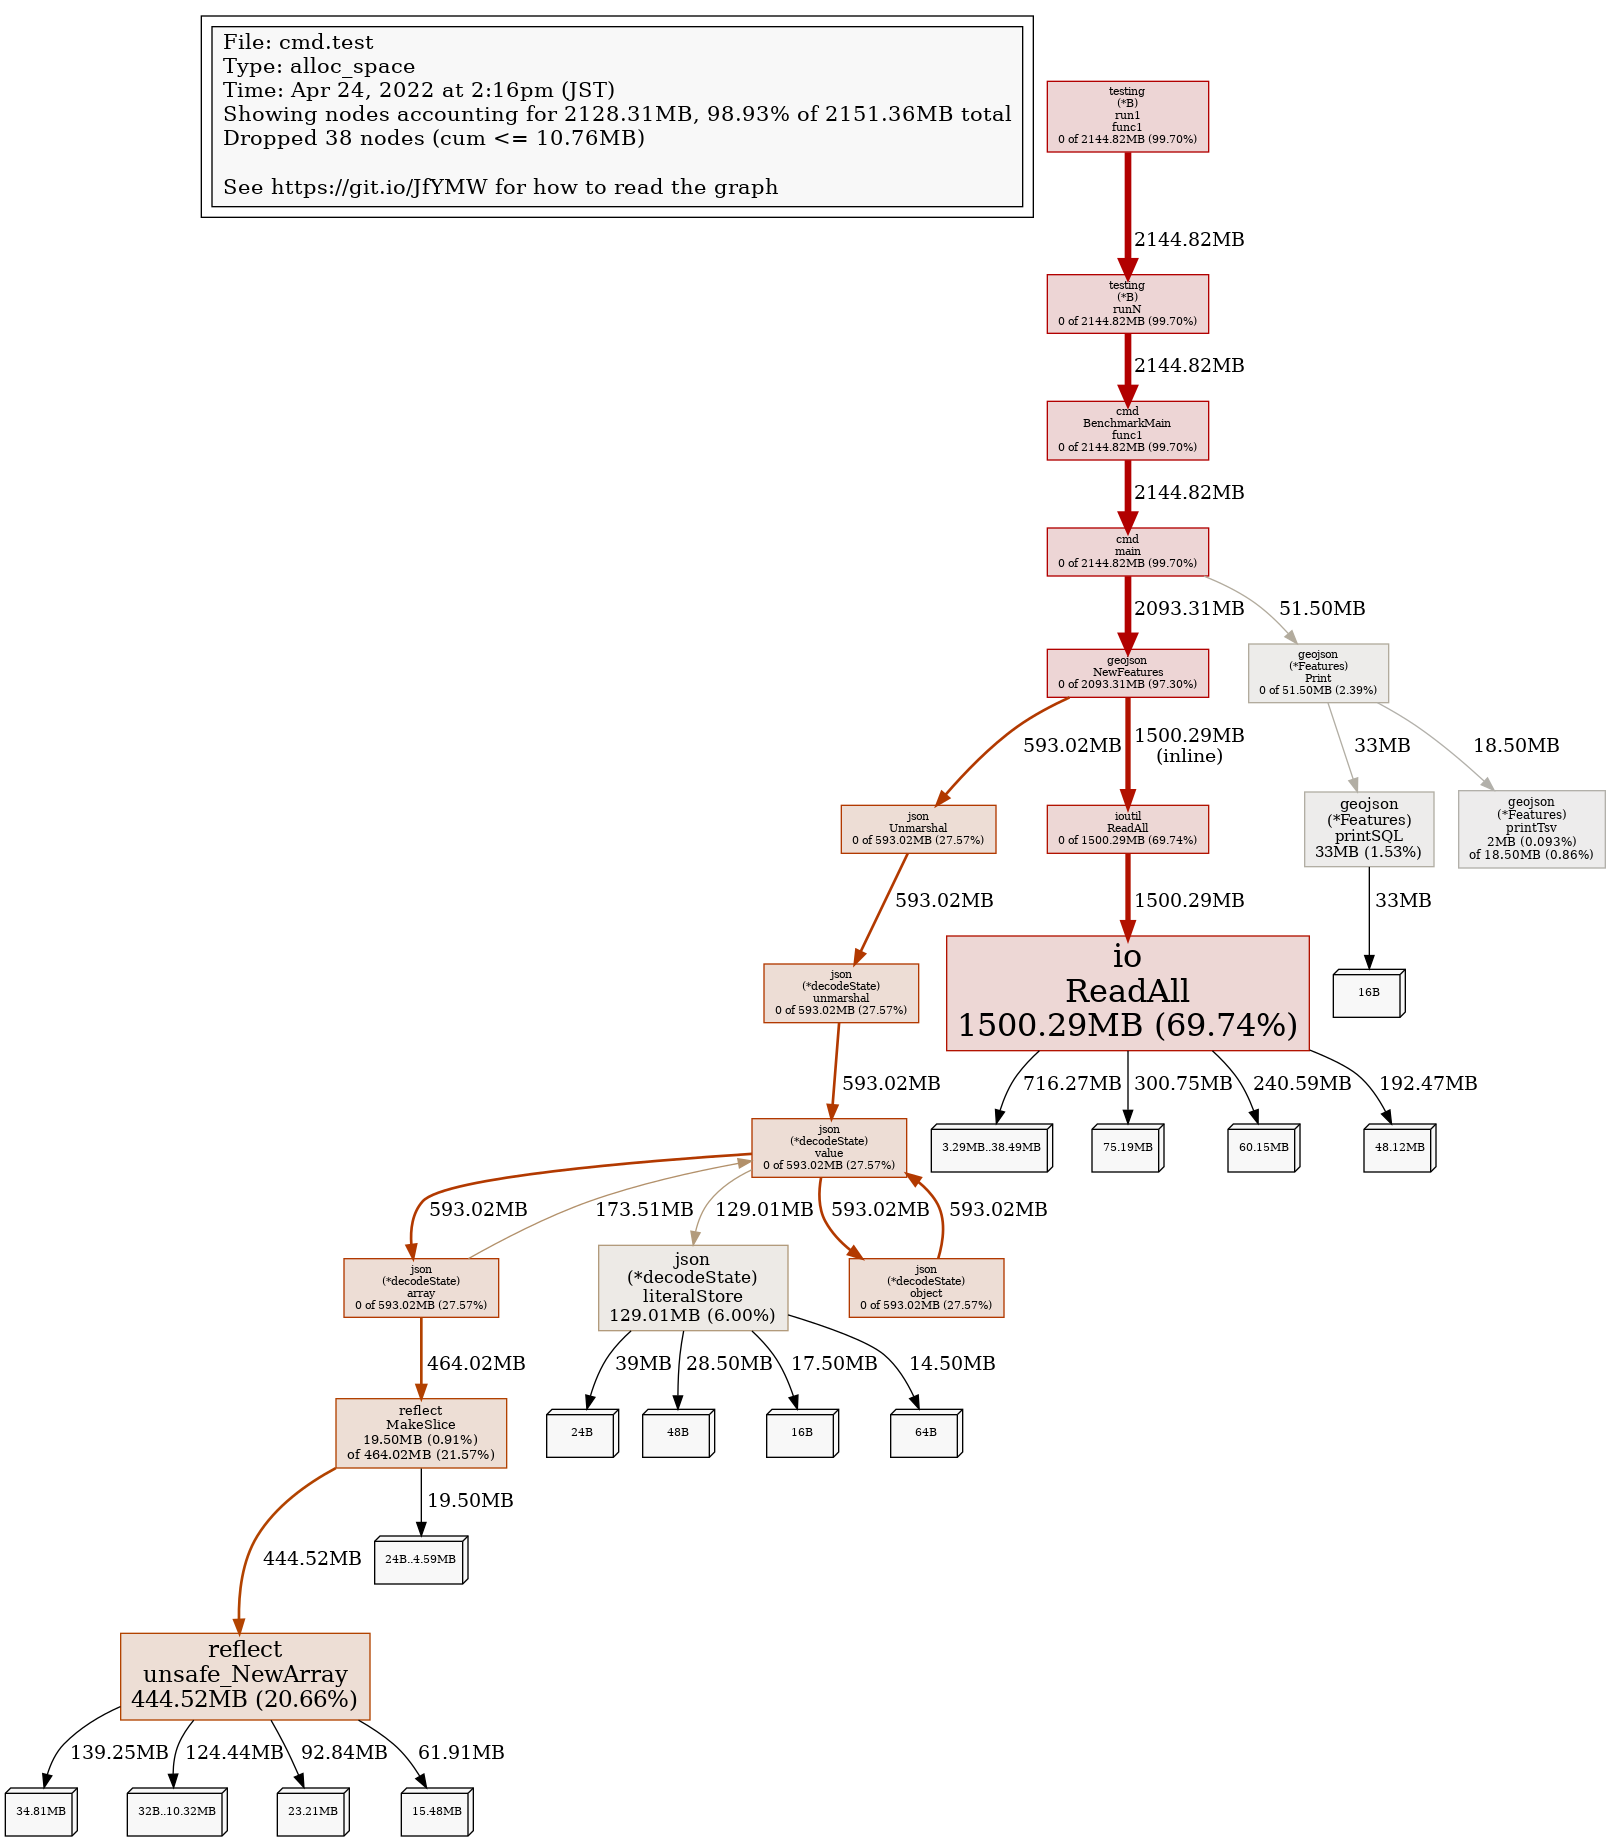 File: cmd.test
Type: alloc_space
Time: Apr 24, 2022 at 2:16pm (JST)
Showing nodes accounting for 2128.31MB, 98.93% of 2151.36MB total
Dropped 38 nodes (cum <= 10.76MB)
See https://git.io/JfYMW for how to read the graph
testing
(*B)
run1
func1
0 of 2144.82MB (99.70%)
2144.82MB
testing
(*B)
runN
0 of 2144.82MB (99.70%)
2144.82MB
cmd
BenchmarkMain
func1
0 of 2144.82MB (99.70%)
2144.82MB
cmd
main
0 of 2144.82MB (99.70%)
2093.31MB
51.50MB
geojson
NewFeatures
0 of 2093.31MB (97.30%)
geojson
(*Features)
Print
0 of 51.50MB (2.39%)
593.02MB
1500.29MB
(inline)
33MB
18.50MB
json
Unmarshal
0 of 593.02MB (27.57%)
ioutil
ReadAll
0 of 1500.29MB (69.74%)
geojson
(*Features)
printSQL
33MB (1.53%)
geojson
(*Features)
printTsv
2MB (0.093%)
of 18.50MB (0.86%)
593.02MB
1500.29MB
33MB
json
(*decodeState)
unmarshal
0 of 593.02MB (27.57%)
io
ReadAll
1500.29MB (69.74%)
16B
593.02MB
716.27MB
300.75MB
240.59MB
192.47MB
json
(*decodeState)
value
0 of 593.02MB (27.57%)
3.29MB..38.49MB
75.19MB
60.15MB
48.12MB
593.02MB
173.51MB
129.01MB
593.02MB
593.02MB
json
(*decodeState)
array
0 of 593.02MB (27.57%)
json
(*decodeState)
literalStore
129.01MB (6.00%)
json
(*decodeState)
object
0 of 593.02MB (27.57%)
464.02MB
39MB
28.50MB
17.50MB
14.50MB
reflect
MakeSlice
19.50MB (0.91%)
of 464.02MB (21.57%)
24B
48B
16B
64B
444.52MB
19.50MB
24B..4.59MB
reflect
unsafe_NewArray
444.52MB (20.66%)
139.25MB
124.44MB
92.84MB
61.91MB
34.81MB
32B..10.32MB
23.21MB
15.48MB